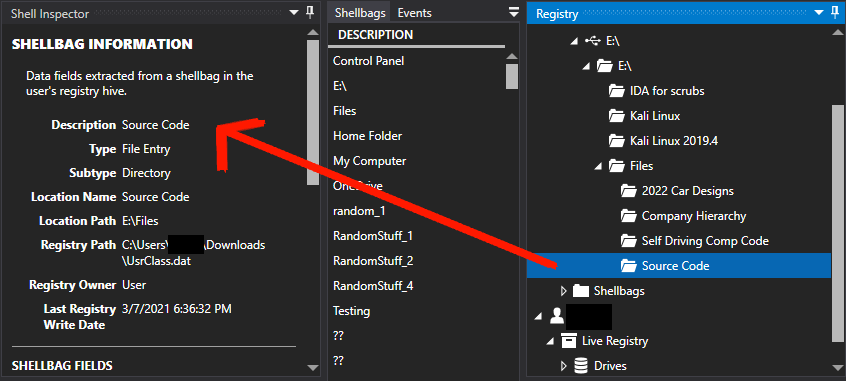 Shell Inspector
SHELLBAG INFORMATION
Data fields extracted from a shellbag in the
user's registry hive.
Description Source Code
Type File Entry
Subtype Directory
Location Name Source Code
Location Path E:\Files
Registry Path C:\Users\ \Downloads
\UsrClass.dat
Registry Owner User
Last Registry 3/7/2021 6:36:32 PM
Write Date
SHELLBAG FIELDS
Shellbags Events
DESCRIPTION
Control Panel
E:\
Files
Home Folder
My Computer
OneDrive
random_1
RandomStuff_1
RandomStuff_2
RandomStuff_4
Testing
??
??
Registry
E:\
E:\
IDA for scrubs
Kali Linux
Kali Linux 2019.4
Files
2022 Car Designs
Company Hierarchy
Self Driving Comp Code
Source Code
Shellbags
Live Registry
Drives